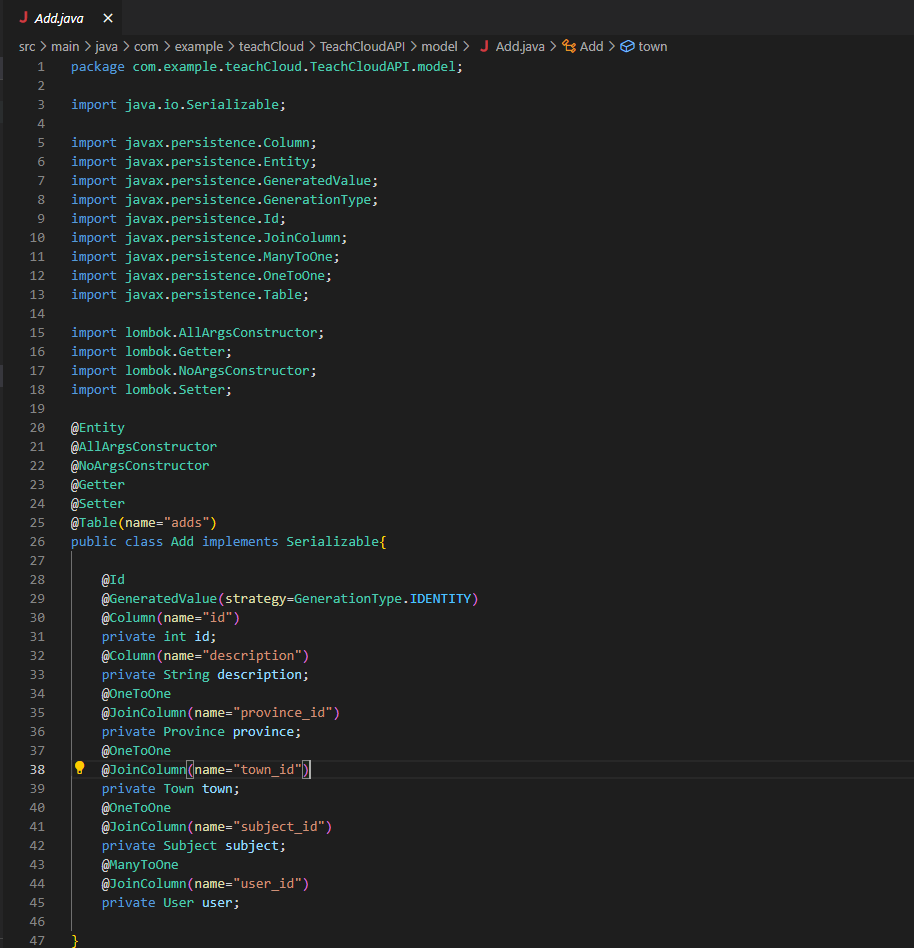 J Add.java ×
src > main > java > com > example > teachCloud > TeachCloudAPI > model > J Add.java > Add > town
1 package com.example.teachCloud.TeachCloudAPI.model;
2
3 import java.io.Serializable;
4
5 import javax.persistence.Column;
6 import javax.persistence.Entity;
7 import javax.persistence.GeneratedValue;
8 import javax.persistence.GenerationType;
9 import javax.persistence.Id;
10 import javax.persistence.JoinColumn;
11 import javax.persistence.ManyToOne;
12 import javax.persistence.OneToOne;
13 import javax.persistence.Table;
14
15 import lombok.AllArgsConstructor;
16 import lombok.Getter;
17 import lombok.NoArgsConstructor;
18 import lombok.Setter;
19
20 @Entity
21 @AllArgsConstructor
22 @NoArgsConstructor
23 @Getter
24 @Setter
25 @Table(name="adds")
26 public class Add implements Serializable{
27
28     @Id
29     @GeneratedValue(strategy=GenerationType.IDENTITY)
30     @Column(name="id")
31     private int id;
32     @Column(name="description")
33     private String description;
34     @OneToOne
35     @JoinColumn(name="province_id")
36     private Province province;
37     @OneToOne
38     @JoinColumn(name="town_id")
39     private Town town;
40     @OneToOne
41     @JoinColumn(name="subject_id")
42     private Subject subject;
43     @ManyToOne
44     @JoinColumn(name="user_id")
45     private User user;
46
47 }